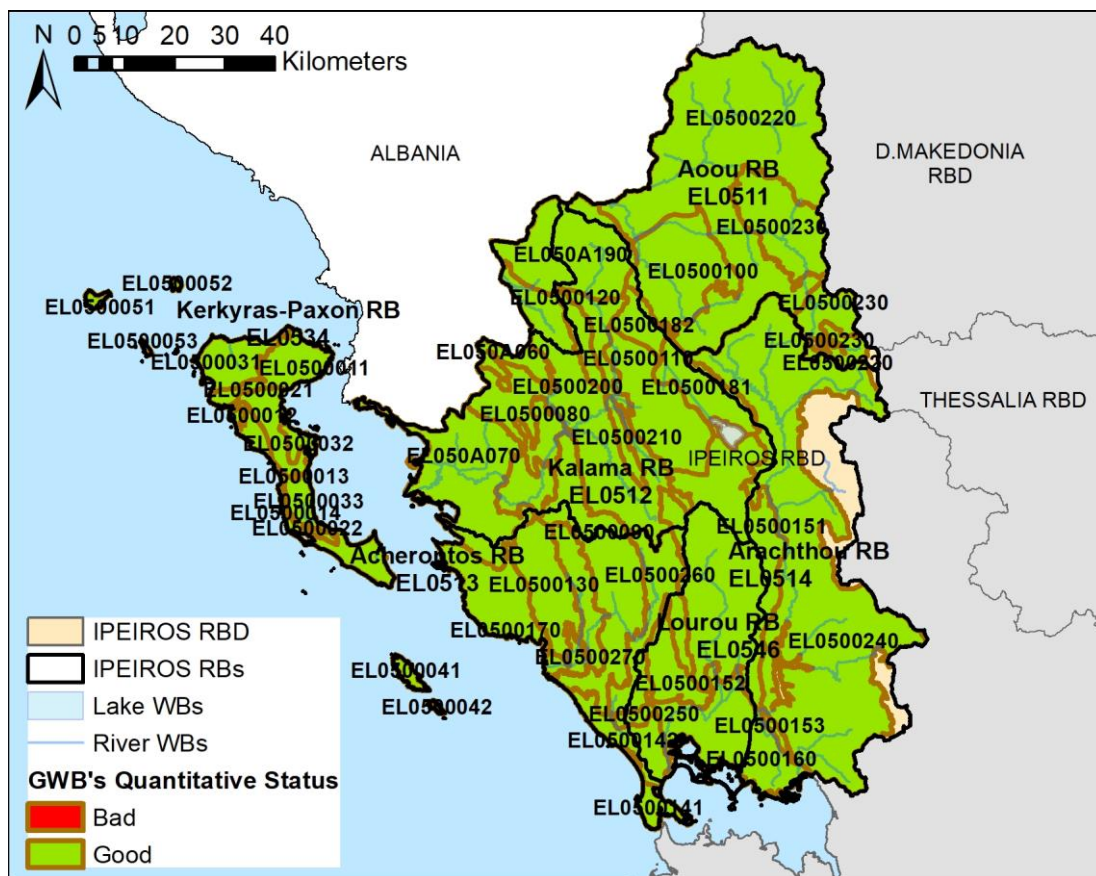 N
0 5 10 20 30 40
Kilometers
ALBANIA
D.MAKEDONIA
RBD
THESSALIA RBD
IPEIROS RBD
EL0500220
Aoou RB
EL0511
EL0500230
EL050A190
EL0500100
EL0500120
EL0500230
EL0500182
EL0500230
EL0500110
EL0500230
EL0500181
EL0500052
EL0500051
Kerkyras-Paxon RB
EL0534
EL0500053
EL0500031
EL0500011
EL0500021
EL0500012
EL0500032
EL0500013
EL0500033
EL0500014
EL0500022
EL050A060
EL0500200
EL0500080
EL0500210
EL050A070
Kalama RB
EL0512
EL0500090
EL0500151
Arachthou RB
EL0514
Acherontos RB
EL0513
EL0500130
EL0500260
Lourou RB
EL0546
EL0500240
EL0500170
EL0500270
EL0500041
EL0500042
EL0500152
EL0500250
EL0500153
EL0500142
EL0500160
EL0500141
IPEIROS RBD
IPEIROS RBs
Lake WBs
River WBs
GWB's Quantitative Status
Bad
Good